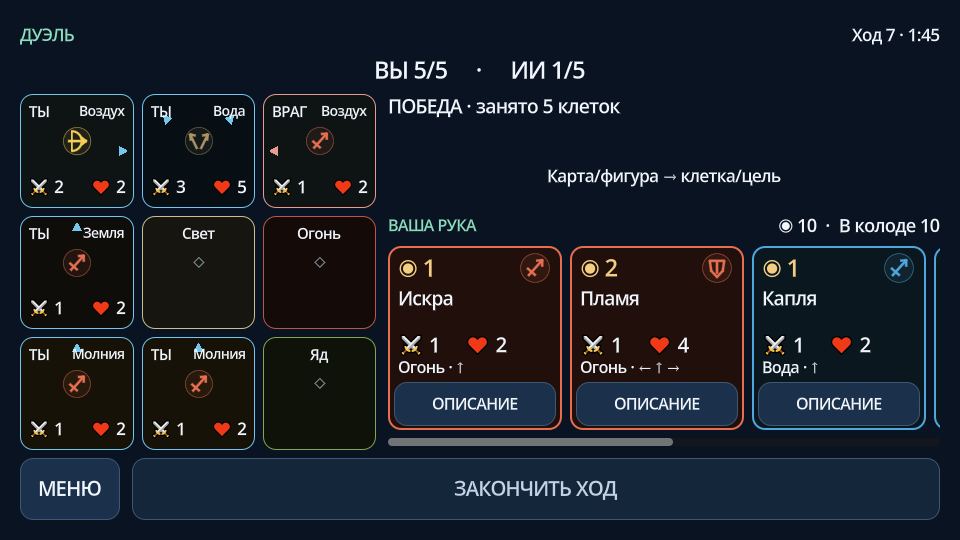 ДУЭЛЬ
Ход 7 · 1:45
ВЫ 5/5 · ИИ 1/5
ТЫ Воздух
2 2
ТЫ Вода
3 5
ВРАГ Воздух
1 2
ПОБЕДА · занято 5 клеток
Карта/фигура → клетка/цель
ТЫ Земля
1 2
Свет
Огонь
ВАША РУКА
10 · В колоде 10
ТЫ Молния
1 2
ТЫ Молния
1 2
Яд
1
Искра
1 2
Огонь · ↑
ОПИСАНИЕ
2
Пламя
1 4
Огонь · ← ↑ →
ОПИСАНИЕ
1
Капля
1 2
Вода · ↑
ОПИСАНИЕ
МЕНЮ
ЗАКОНЧИТЬ ХОД